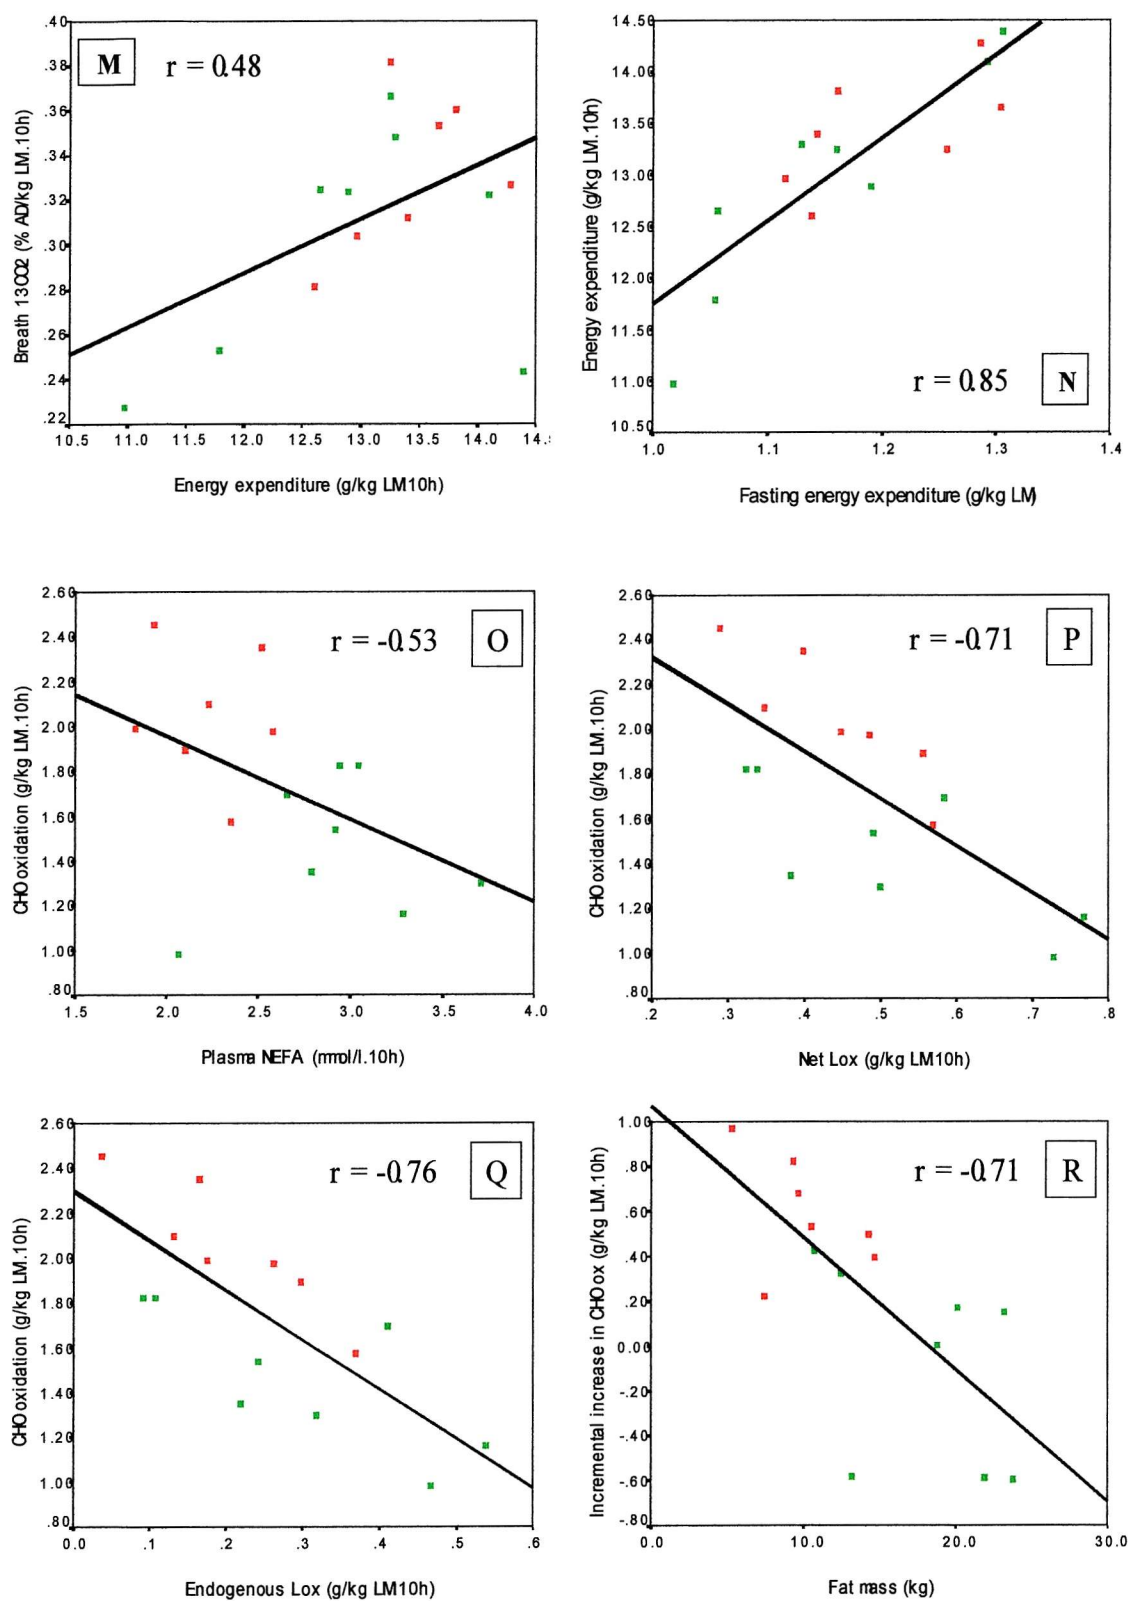 M r = 0.48
.40
.38
.36
.34
.32
.30
.28
.26
.24
.22
Breath 13CO2 (% AD/kg LM.10h)
10.5 11.0 11.5 12.0 12.5 13.0 13.5 14.0 14.
Energy expenditure (g/kg LM10h)
14.50
14.00
13.50
13.00
12.50
12.00
11.50
11.00
10.50
Energy expenditure (g/kg LM.10h)
r = 0.85 N
1.0 1.1 1.2 1.3 1.4
Fasting energy expenditure (g/kg LM)
2.60
2.40
2.20
2.00
1.80
1.60
1.40
1.20
1.00
.80
CHO oxidation (g/kg LM.10h)
r = -0.53 O
1.5 2.0 2.5 3.0 3.5 4.0
Plasma NEFA (mmol/l.10h)
2.60
2.40
2.20
2.00
1.80
1.60
1.40
1.20
1.00
.80
CHO oxidation (g/kg LM.10h)
r = -0.71 P
.2 .3 .4 .5 .6 .7 .8
Net Lox (g/kg LM10h)
2.60
2.40
2.20
2.00
1.80
1.60
1.40
1.20
1.00
.80
CHO oxidation (g/kg LM.10h)
r = -0.76 Q
0.0 .1 .2 .3 .4 .5 .6
Endogenous Lox (g/kg LM10h)
1.00
.80
.60
.40
.20
0.00
-.20
-.40
-.60
-.80
Incremental increase in CHO ox (g/kg LM.10h)
r = -0.71 R
0.0 10.0 20.0 30.0
Fat mass (kg)